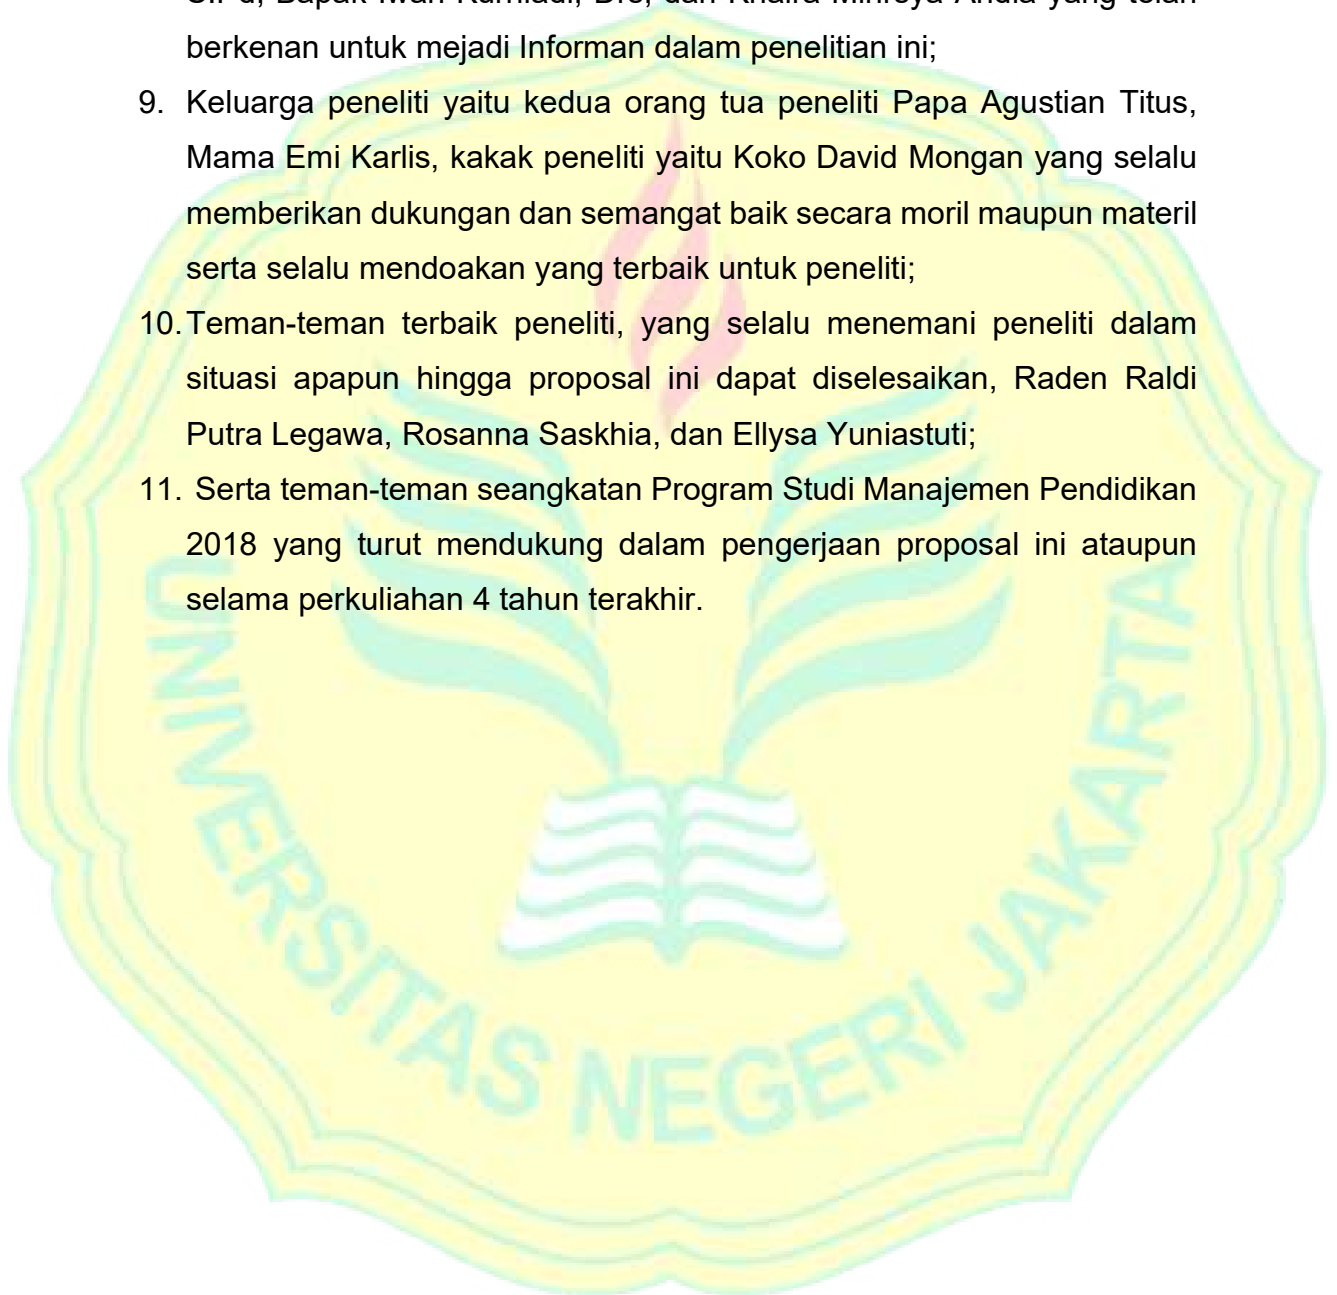 berkenan untuk mejadi Informan dalam penelitian ini;
9. Keluarga peneliti yaitu kedua orang tua peneliti Papa Agustian Titus,
Mama Emi Karlis, kakak peneliti yaitu Koko David Mongan yang selalu
memberikan dukungan dan semangat baik secara moril maupun materil
serta selalu mendoakan yang terbaik untuk peneliti;
10. Teman-teman terbaik peneliti, yang selalu menemani peneliti dalam
situasi apapun hingga proposal ini dapat diselesaikan, Raden Raldi
Putra Legawa, Rosanna Saskhia, dan Ellysa Yuniastuti;
11. Serta teman-teman seangkatan Program Studi Manajemen Pendidikan
2018 yang turut mendukung dalam pengerjaan proposal ini ataupun
selama perkuliahan 4 tahun terakhir.
UNIVERSITAS NEGERI JAKARTA